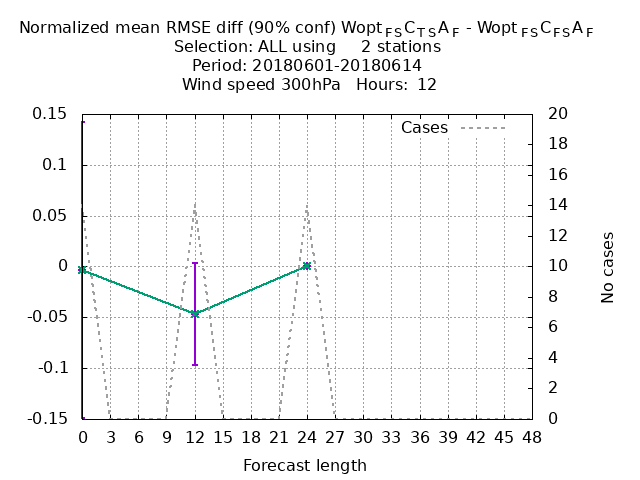 Normalized mean RMSE diff (90% conf) Wopt FS C T S A F - Wopt FS C FS A F
Selection: ALL using 2 stations
Period: 20180601-20180614
Wind speed 300hPa Hours: 12
Cases
0.15
0.1
0.05
0
-0.05
-0.1
-0.15
20
18
16
14
12
10
8
6
4
2
0
No cases
0 3 6 9 12 15 18 21 24 27 30 33 36 39 42 45 48
Forecast length